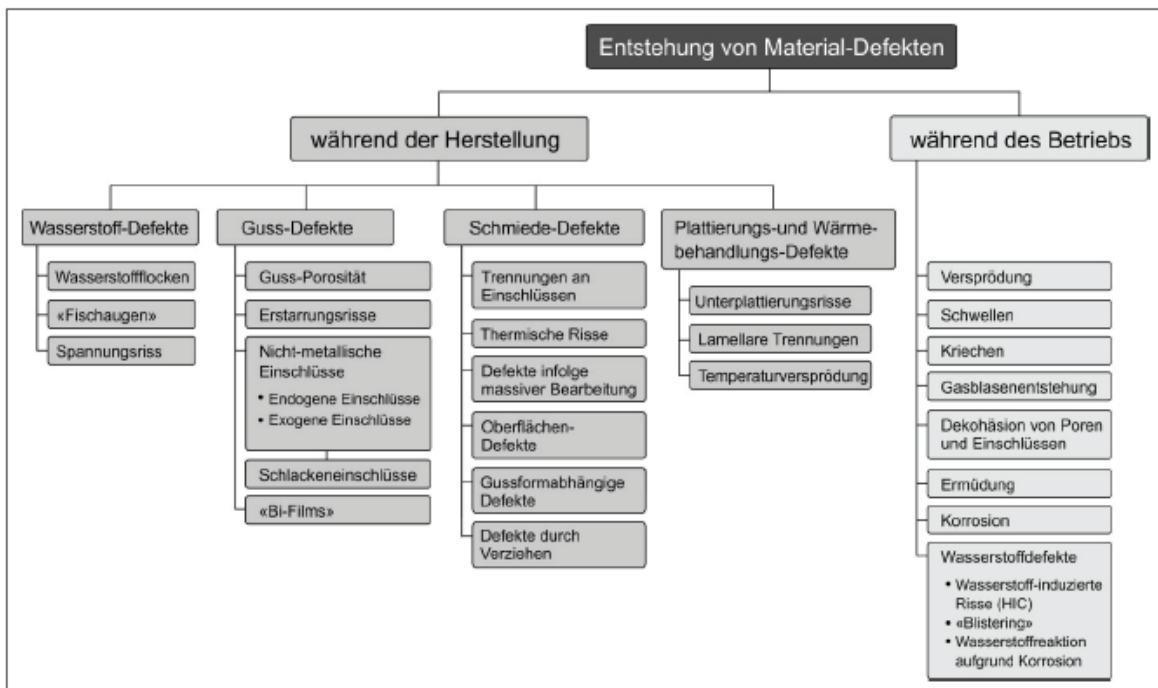 Entstehung von Material-Defekten
während der Herstellung
während des Betriebs
Wasserstoff-Defekte
Wasserstoffflocken
«Fischaugen»
Spannungsriss
Guss-Defekte
Guss-Porosität
Erstarrungsrisse
Nicht-metallische
Einschlüsse
• Endogene Einschlüsse
• Exogene Einschlüsse
Schlackeneinschlüsse
«Bi-Films»
Schmiede-Defekte
Trennungen an
Einschlüssen
Thermische Risse
Defekte infolge
massiver Bearbeitung
Oberflächen-
Defekte
Gussformabhängige
Defekte
Defekte durch
Verziehen
Plattierungs-und Wärme-
behandlungs-Defekte
Unterplattierungsrisse
Lamellare Trennungen
Temperaturversprödung
Versprödung
Schwellen
Kriechen
Gasblasenentstehung
Dekohäsion von Poren
und Einschlüssen
Ermüdung
Korrosion
Wasserstoffdefekte
• Wasserstoff-induzierte
Risse (HIC)
• «Blistering»
• Wasserstoffreaktion
aufgrund Korrosion